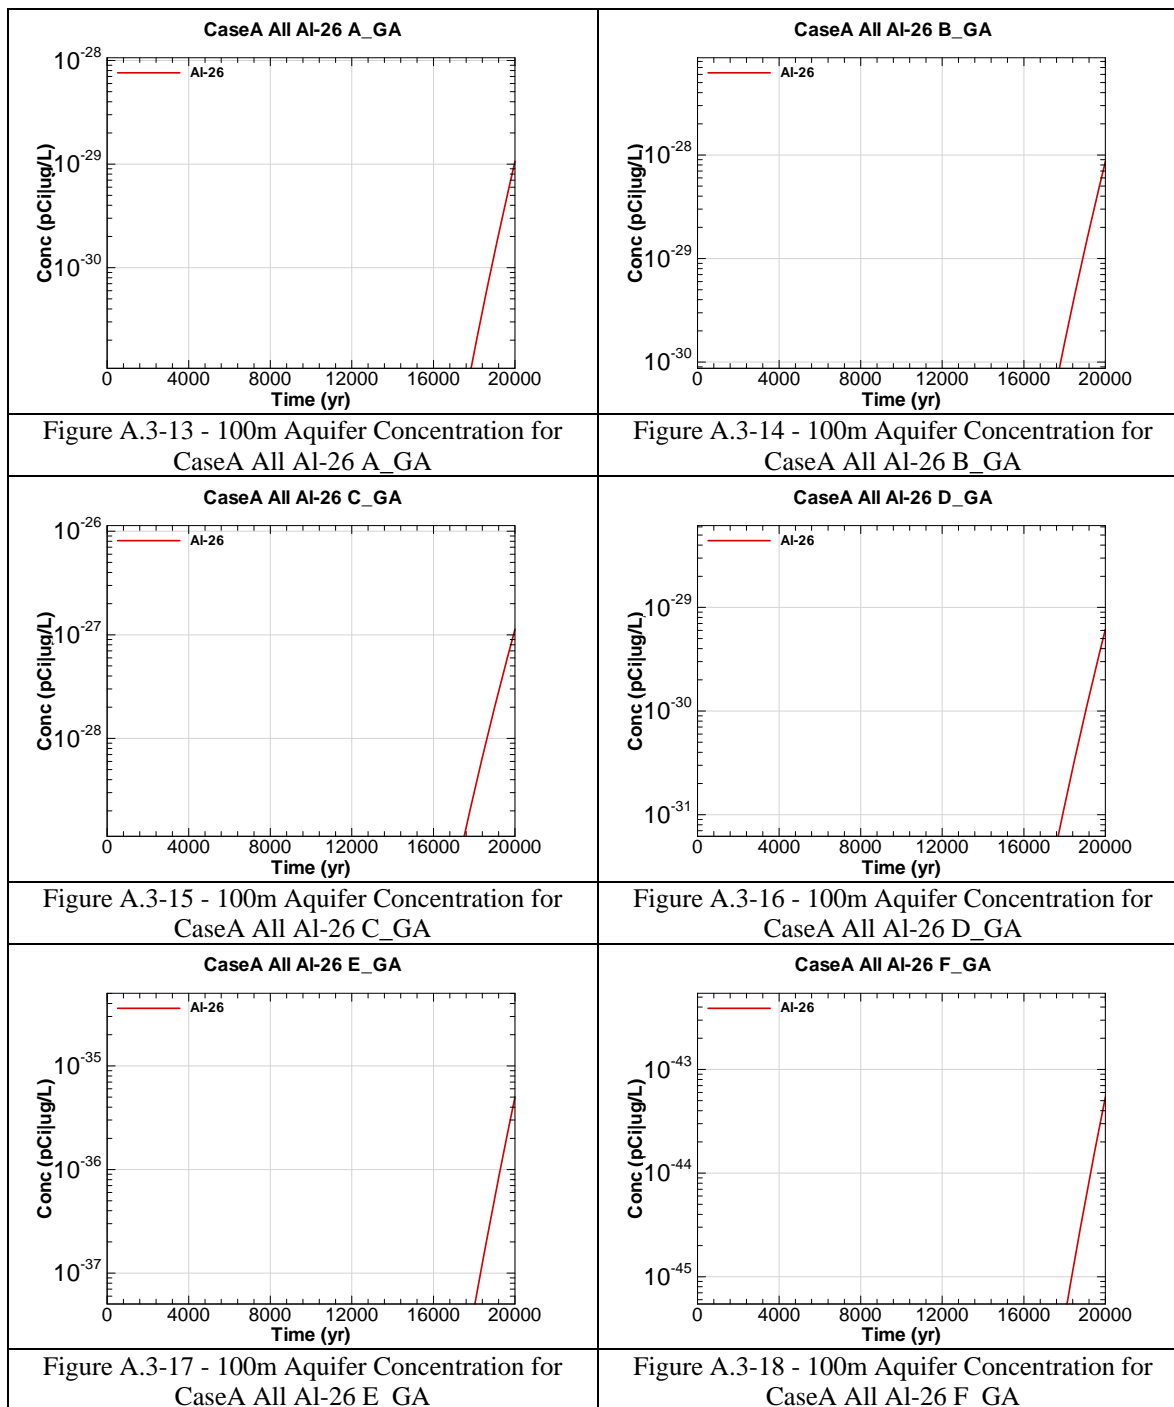 CaseA All Al-26 A_GA
Al-26
10-28
10-29
10-30
Conc (pCi|ug/L)
0 4000 8000 12000 16000 20000
Time (yr)
Figure A.3-13 - 100m Aquifer Concentration for
CaseA All Al-26 A_GA
CaseA All Al-26 B_GA
Al-26
10-28
10-29
10-30
Conc (pCi|ug/L)
0 4000 8000 12000 16000 20000
Time (yr)
Figure A.3-14 - 100m Aquifer Concentration for
CaseA All Al-26 B_GA
CaseA All Al-26 C_GA
Al-26
10-26
10-27
10-28
Conc (pCi|ug/L)
0 4000 8000 12000 16000 20000
Time (yr)
Figure A.3-15 - 100m Aquifer Concentration for
CaseA All Al-26 C_GA
CaseA All Al-26 D_GA
Al-26
10-29
10-30
10-31
Conc (pCi|ug/L)
0 4000 8000 12000 16000 20000
Time (yr)
Figure A.3-16 - 100m Aquifer Concentration for
CaseA All Al-26 D_GA
CaseA All Al-26 E_GA
Al-26
10-35
10-36
10-37
Conc (pCi|ug/L)
0 4000 8000 12000 16000 20000
Time (yr)
Figure A.3-17 - 100m Aquifer Concentration for
CaseA All Al-26 E_GA
CaseA All Al-26 F_GA
Al-26
10-43
10-44
10-45
Conc (pCi|ug/L)
0 4000 8000 12000 16000 20000
Time (yr)
Figure A.3-18 - 100m Aquifer Concentration for
CaseA All Al-26 F_GA